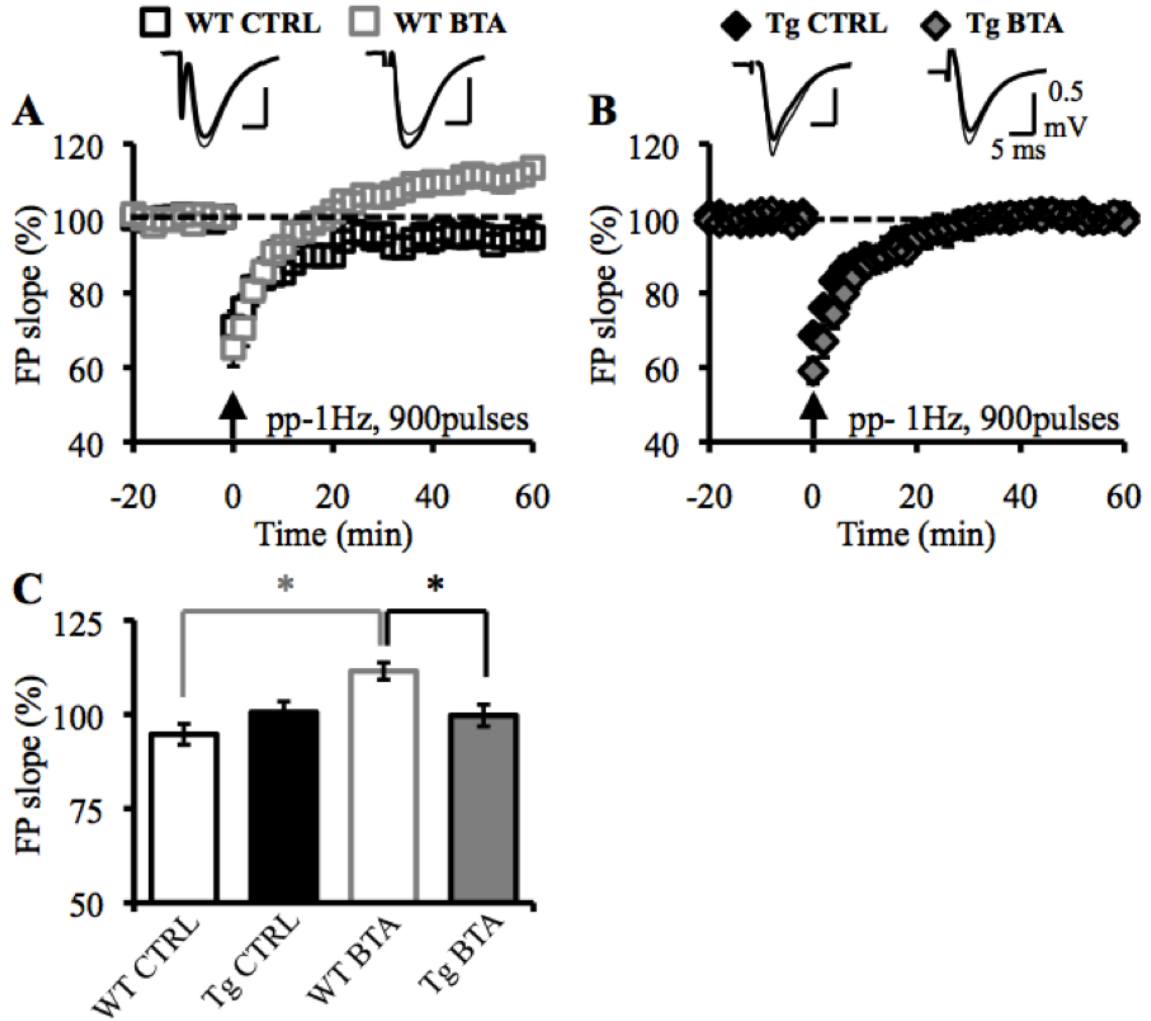 WT CTRL WT BTA
Tg CTRL Tg BTA
A
120
100
80
60
40
FP slope (%)
pp-1Hz, 900pulses
-20 0 20 40 60
Time (min)
B
0.5
mV
5 ms
120
100
80
60
40
FP slope (%)
pp- 1Hz, 900pulses
-20 0 20 40 60
Time (min)
C
* *
125
100
75
50
FP slope (%)
WT CTRL
Tg CTRL
WT BTA
Tg BTA